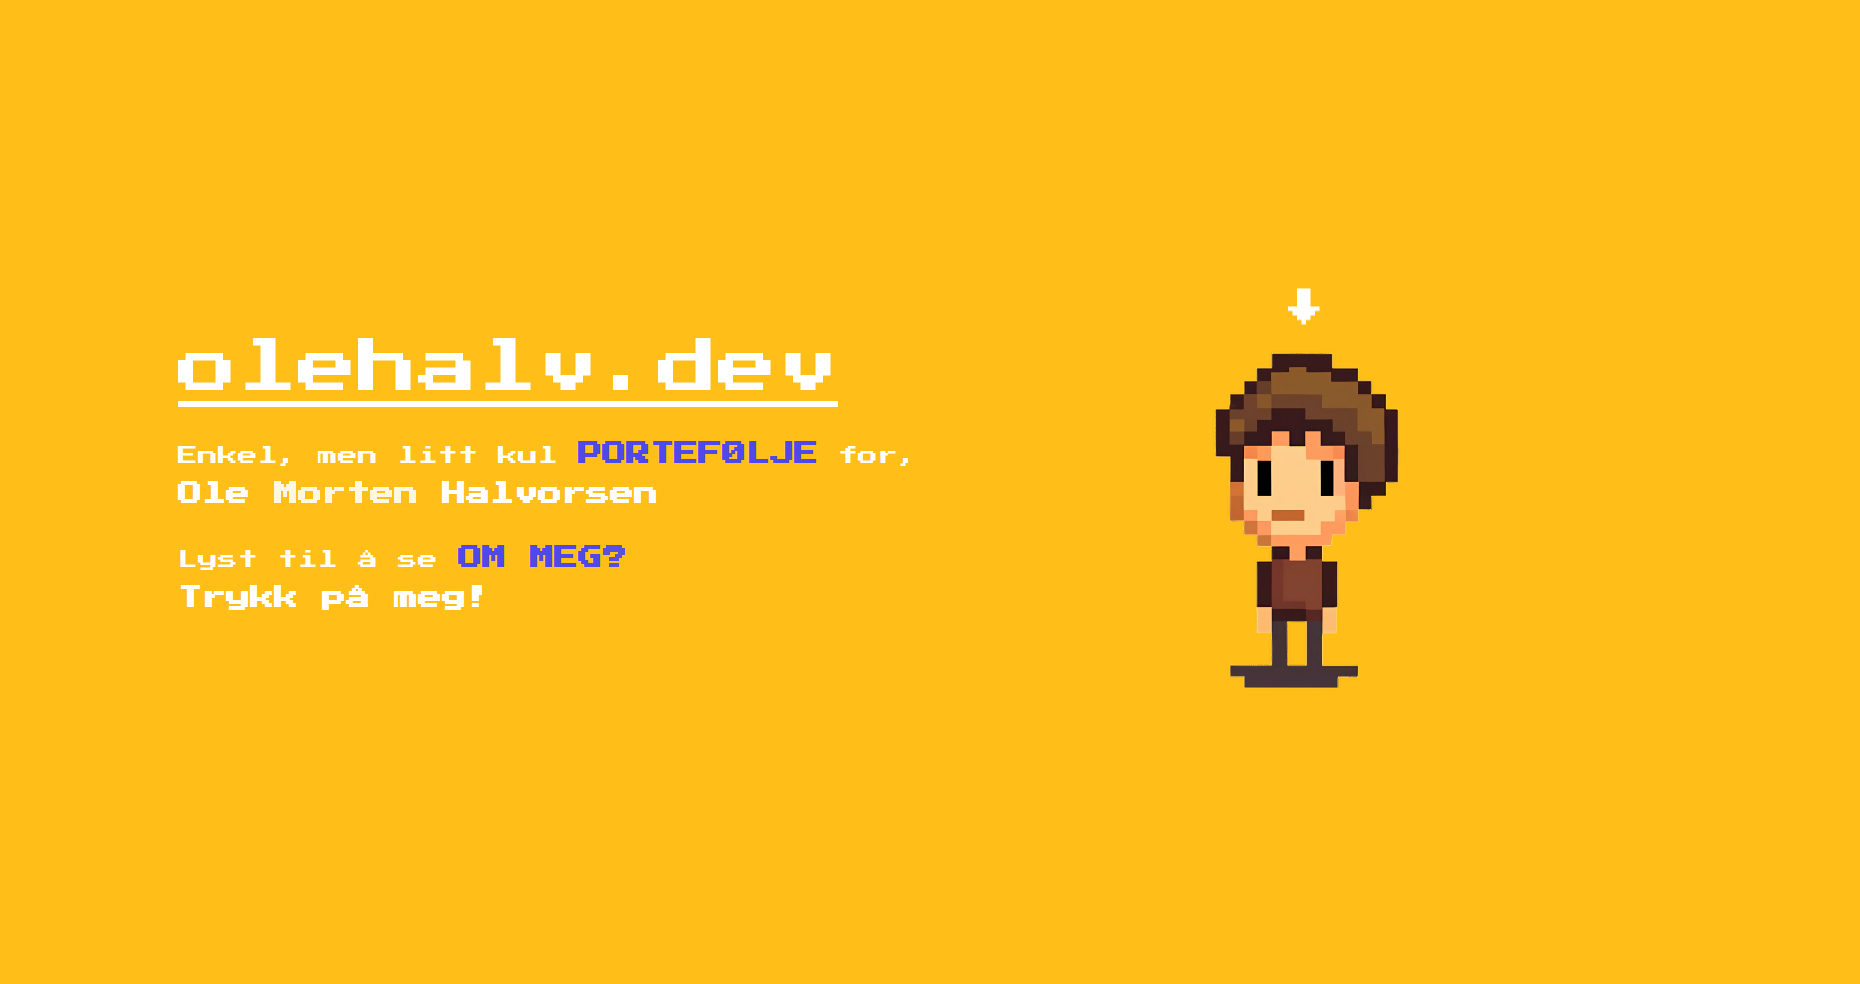 olehalv.dev
Enkel, men litt kul PORTEFØLJE for,
Ole Morten Halvorsen
Lyst til å se OM MEG?
Trykk på meg!